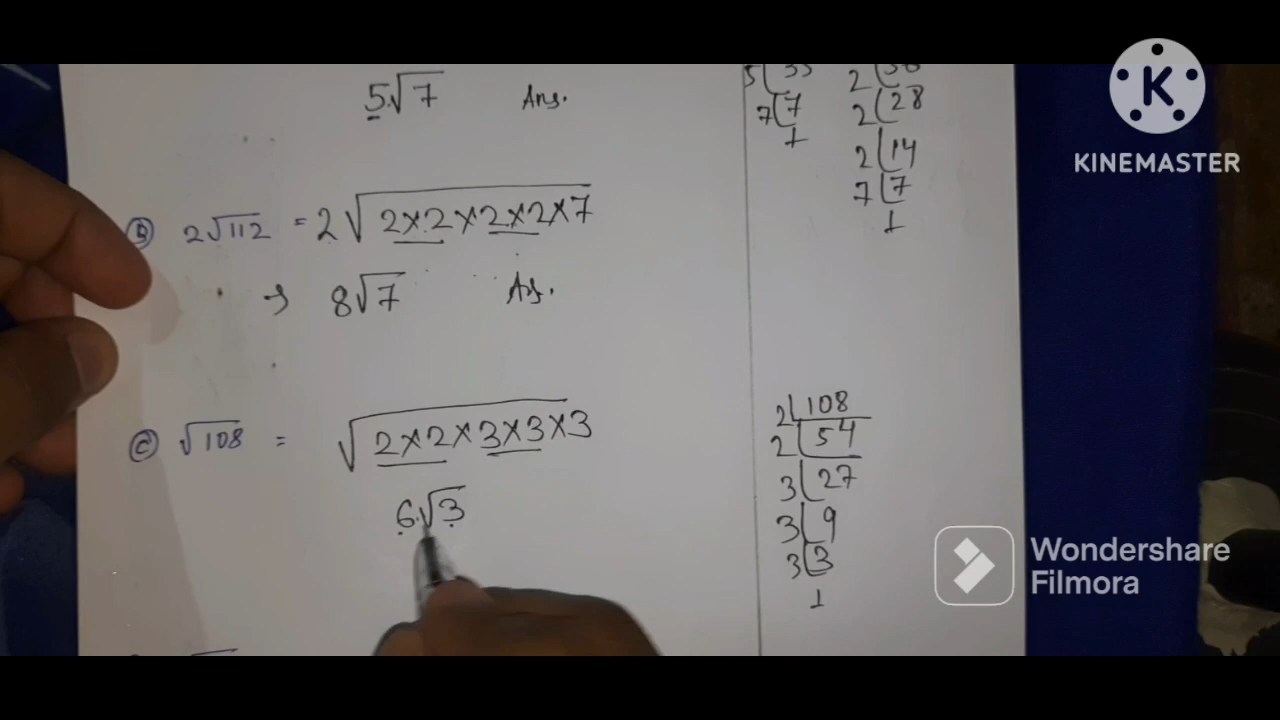 5√7 Ans.
5 35
7 7
1
2 28
2 14
7 7
1
(b) 2√112 = 2√2×2×2×2×7
→ 8√7 Ans.
(c) √108 = √2×2×3×3×3
6√3
2 108
2 54
3 27
3 9
3 3
1
KINEMASTER
Wondershare
Filmora